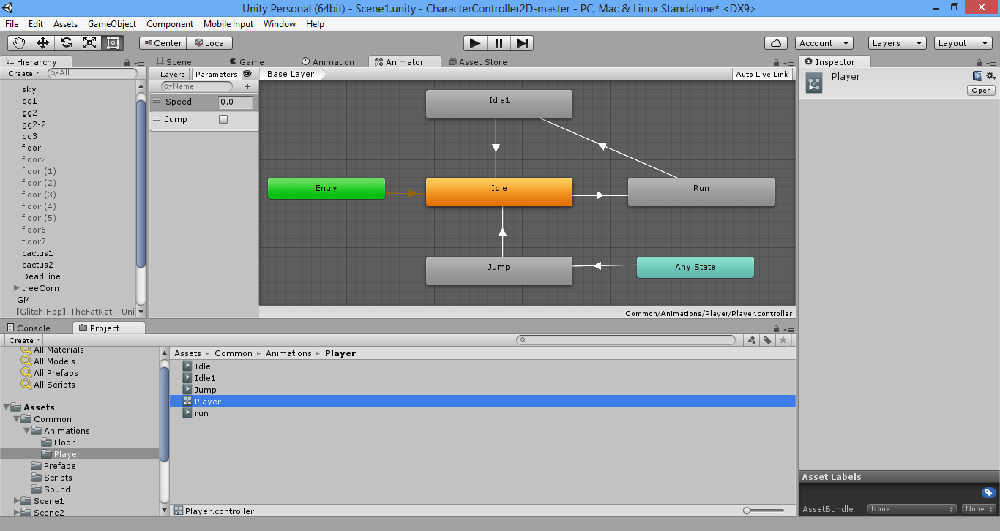 Unity Personal (64bit) - Scene1.unity - CharacterController2D-master - PC, Mac & Linux Standalone* <DX9>
File Edit Assets GameObject Component Mobile Input Window Help
Center Local Account Layers Layout
Hierarchy
Create All
sky
gg1
gg2
gg2-2
gg3
floor
floor2
floor (1)
floor (2)
floor (3)
floor (4)
floor (5)
floor6
floor7
cactus1
cactus2
DeadLine
treeCorn
_GM
【Glitch Hop】TheFatRat - Uni
Scene Game Animation Animator Asset Store
Layers Parameters Base Layer Auto Live Link
Name
Speed 0.0
Jump
Idle1
Entry Idle Run
Jump Any State
Common/Animations/Player/Player.controller
Inspector
Player
Open
Console Project
Create
All Materials
All Models
All Prefabs
All Scripts
Assets
Common
Animations
Floor
Player
Prefabe
Scripts
Sound
Scene1
Scene2
Assets Common Animations Player
Idle
Idle1
Jump
Player
run
Player.controller
Asset Labels
AssetBundle None None